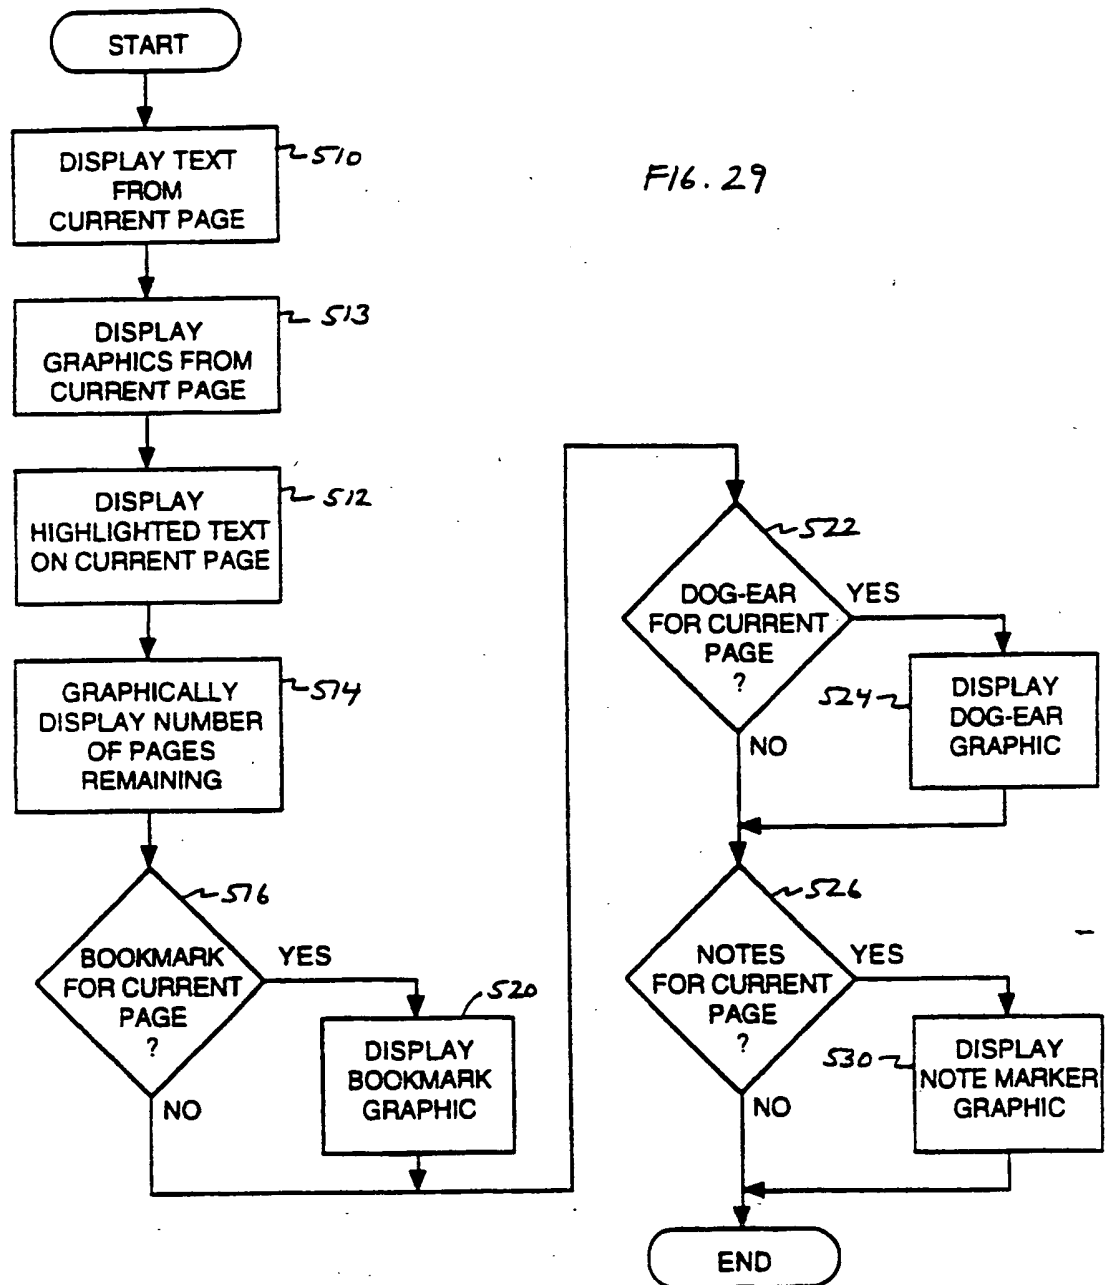 START
DISPLAY TEXT
FROM
CURRENT PAGE
510
FIG. 29
DISPLAY
GRAPHICS FROM
CURRENT PAGE
513
DISPLAY
HIGHLIGHTED TEXT
ON CURRENT PAGE
512
GRAPHICALLY
DISPLAY NUMBER
OF PAGES
REMAINING
514
BOOKMARK
FOR CURRENT
PAGE
?
516
YES
NO
520
DISPLAY
BOOKMARK
GRAPHIC
522
DOG-EAR
FOR CURRENT
PAGE
?
YES
NO
524
DISPLAY
DOG-EAR
GRAPHIC
526
NOTES
FOR CURRENT
PAGE
?
YES
NO
530
DISPLAY
NOTE MARKER
GRAPHIC
END